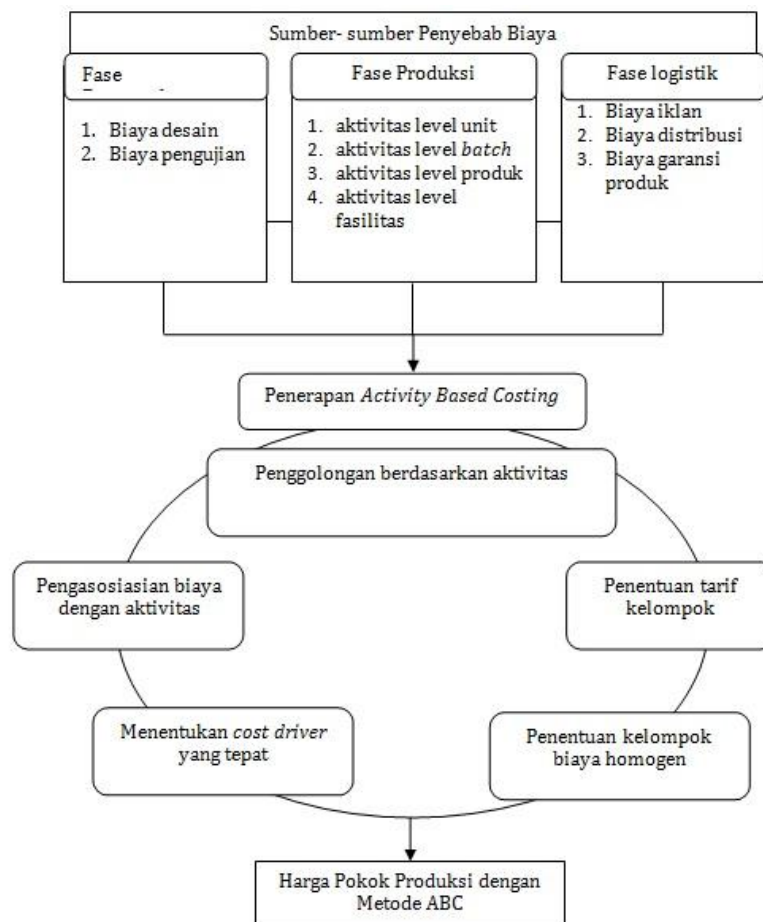 Sumber- sumber Penyebab Biaya
Fase
1. Biaya desain
2. Biaya pengujian
Fase Produksi
1. aktivitas level unit
2. aktivitas level batch
3. aktivitas level produk
4. aktivitas level
fasilitas
Fase logistik
1. Biaya iklan
2. Biaya distribusi
3. Biaya garansi
produk
Penerapan Activity Based Costing
Penggolongan berdasarkan aktivitas
Pengasosiasian biaya
dengan aktivitas
Penentuan tarif
kelompok
Menentukan cost driver
yang tepat
Penentuan kelompok
biaya homogen
Harga Pokok Produksi dengan
Metode ABC